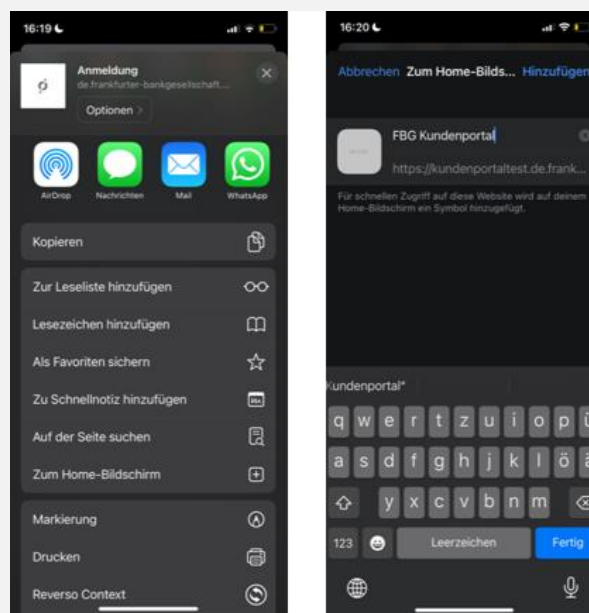 16:19
Anmeldung
de.frankfurter-bankgesellschaft....
Optionen >
AirDrop
Nachrichten
Mail
WhatsApp
Kopieren
Zur Leseliste hinzufügen
Lesezeichen hinzufügen
Als Favoriten sichern
Zu Schnellnotiz hinzufügen
Auf der Seite suchen
Zum Home-Bildschirm
Markierung
Drucken
Reverso Context
16:20
Abbrechen Zum Home-Bilds... Hinzufügen
FBG Kundenportal
https://kundenportaltest.de.frank...
Für schnellen Zugriff auf diese Website wird auf deinem
Home-Bildschirm ein Symbol hinzugefügt.
Kundenportal"
q w e r t z u i o p ü
a s d f g h j k l ö ä
y x c v b n m
123 Leerzeichen Fertig